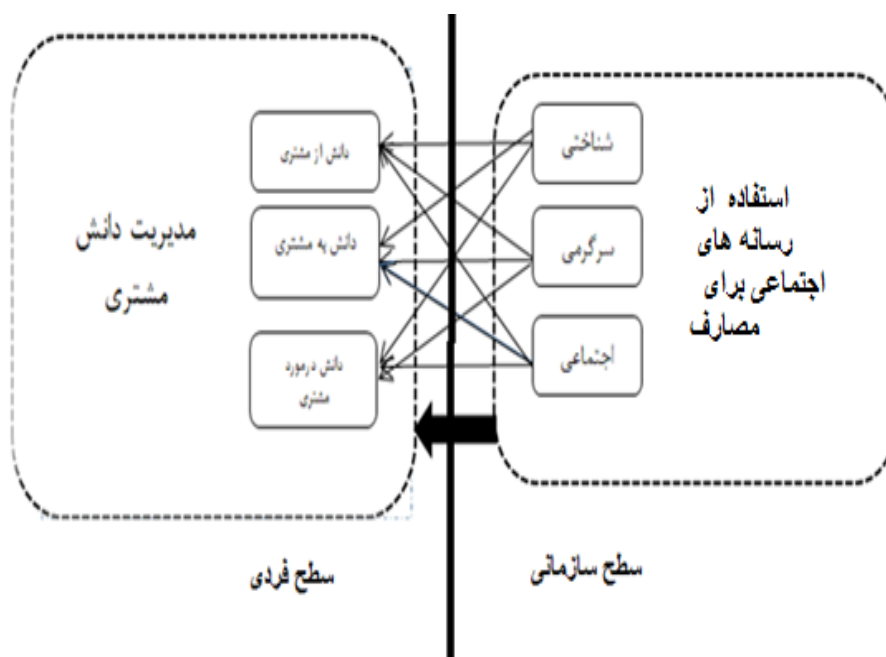 شناختی
سرگرمی
اجتماعی
استفاده از
رسانه های
اجتماعی برای
مصارف
سطح سازمانی
دانش از مشتری
دانش به مشتری
دانش درمورد
مشتری
مدیریت دانش
مشتری
سطح فردی